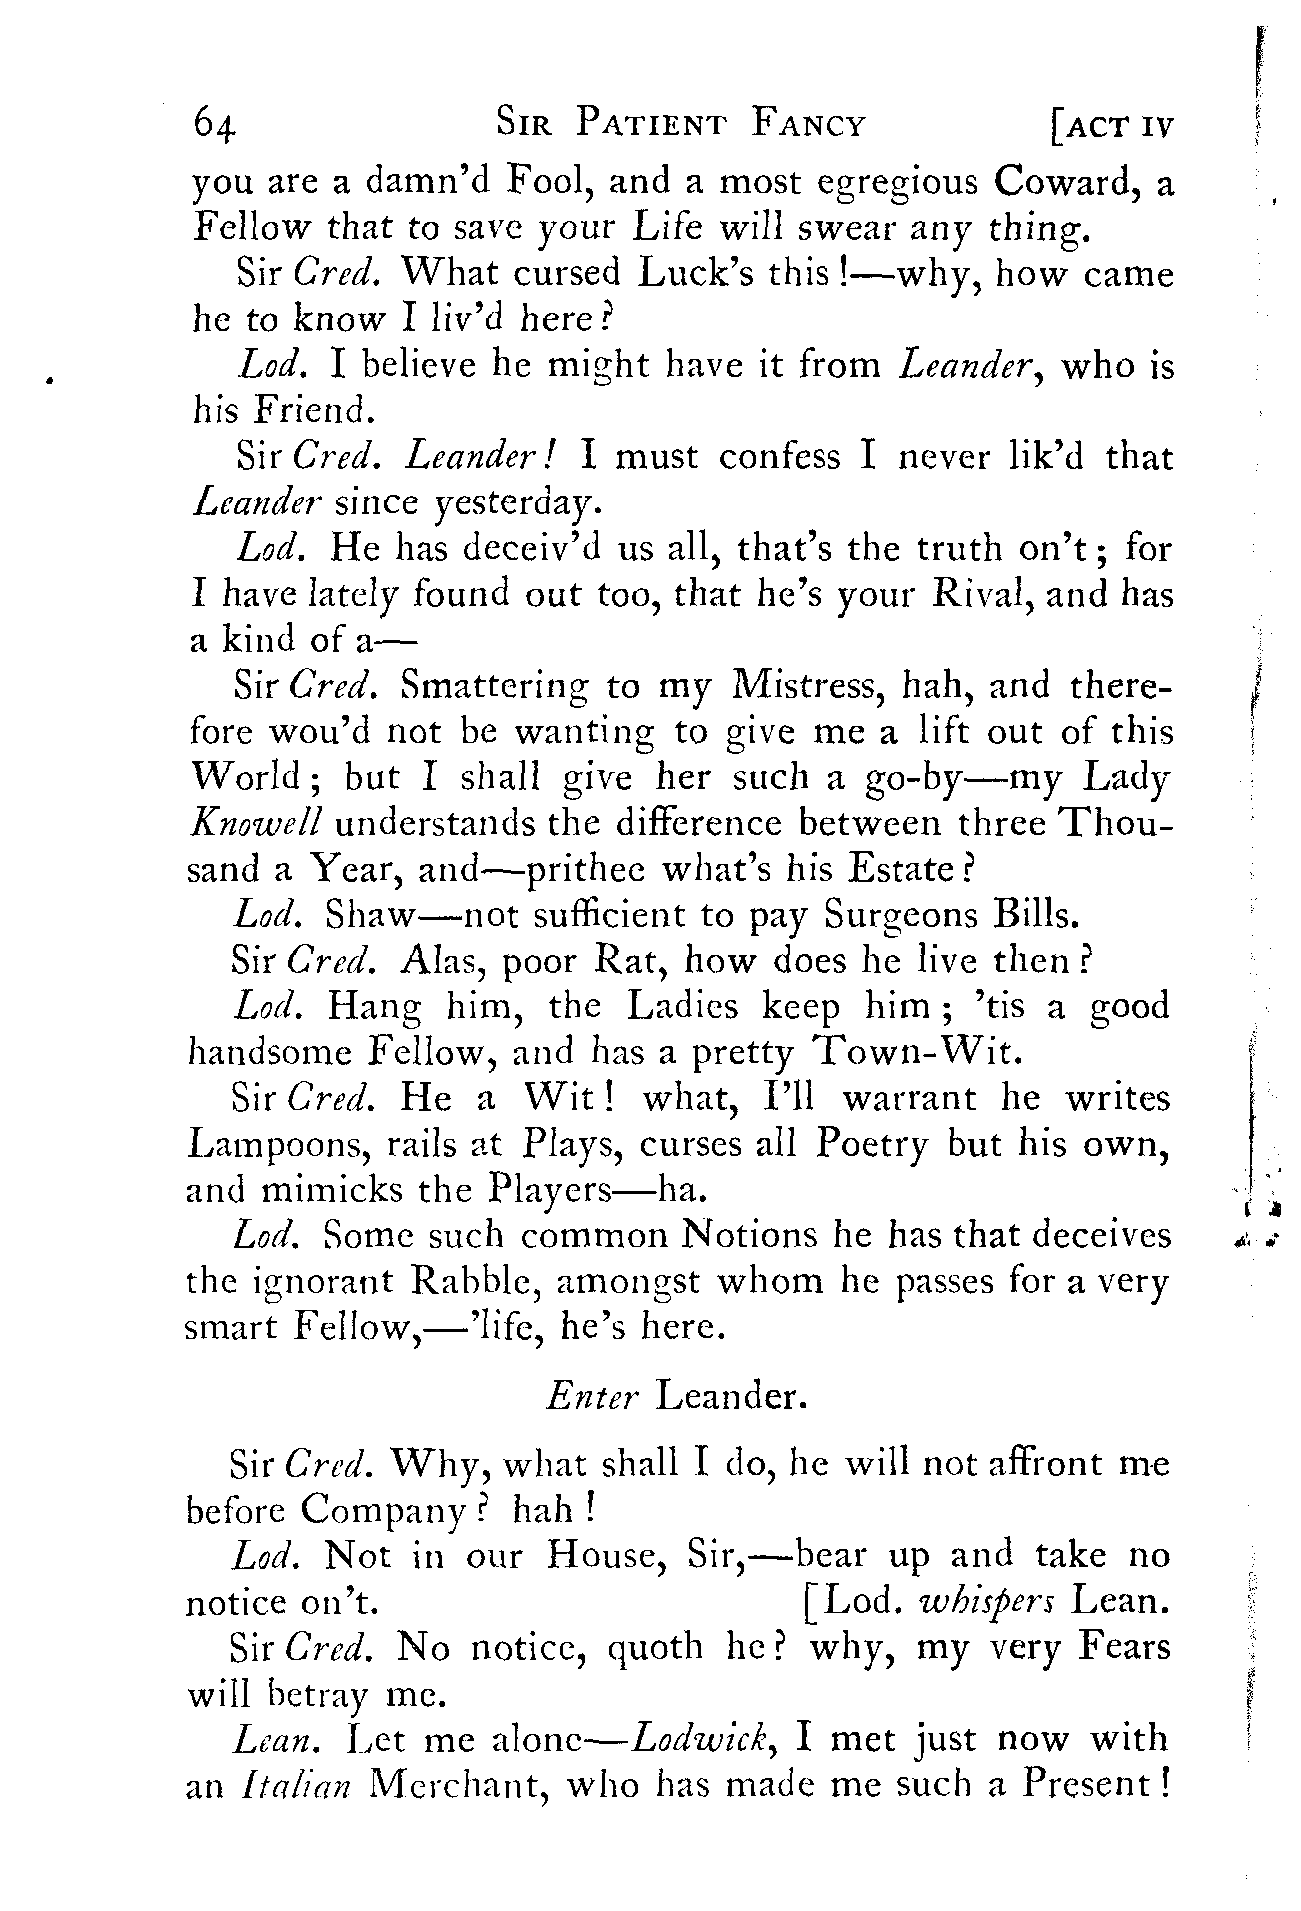 64 SIR PATIENT FANCY [ACT IV
you are a damn'd Fool, and a most egregious Coward, a
Fellow that to save your Life will swear any thing.
Sir Cred. What cursed Luck's this!—why, how came
he to know I liv'd here?
Lod. I believe he might have it from Leander, who is
his Friend.
Sir Cred. Leander! I must confess I never lik'd that
Leander since yesterday.
Lod. He has deceiv'd us all, that's the truth on't; for
I have lately found out too, that he's your Rival, and has
a kind of a—
Sir Cred. Smattering to my Mistress, hah, and there-
fore wou'd not be wanting to give me a lift out of this
World; but I shall give her such a go-by—my Lady
Knowell understands the difference between three Thou-
sand a Year, and—prithee what's his Estate?
Lod. Shaw—not sufficient to pay Surgeons Bills.
Sir Cred. Alas, poor Rat, how does he live then?
Lod. Hang him, the Ladies keep him; 'tis a good
handsome Fellow, and has a pretty Town-Wit.
Sir Cred. He a Wit! what, I'll warrant he writes
Lampoons, rails at Plays, curses all Poetry but his own,
and mimicks the Players—ha.
Lod. Some such common Notions he has that deceives
the ignorant Rabble, amongst whom he passes for a very
smart Fellow,—'life, he's here.
Enter Leander.
Sir Cred. Why, what shall I do, he will not affront me
before Company? hah!
Lod. Not in our House, Sir,—bear up and take no
notice on't. [Lod. whispers Lean.
Sir Cred. No notice, quoth he? why, my very Fears
will betray me.
Lean. Let me alone—Lodwick, I met just now with
an Italian Merchant, who has made me such a Present!